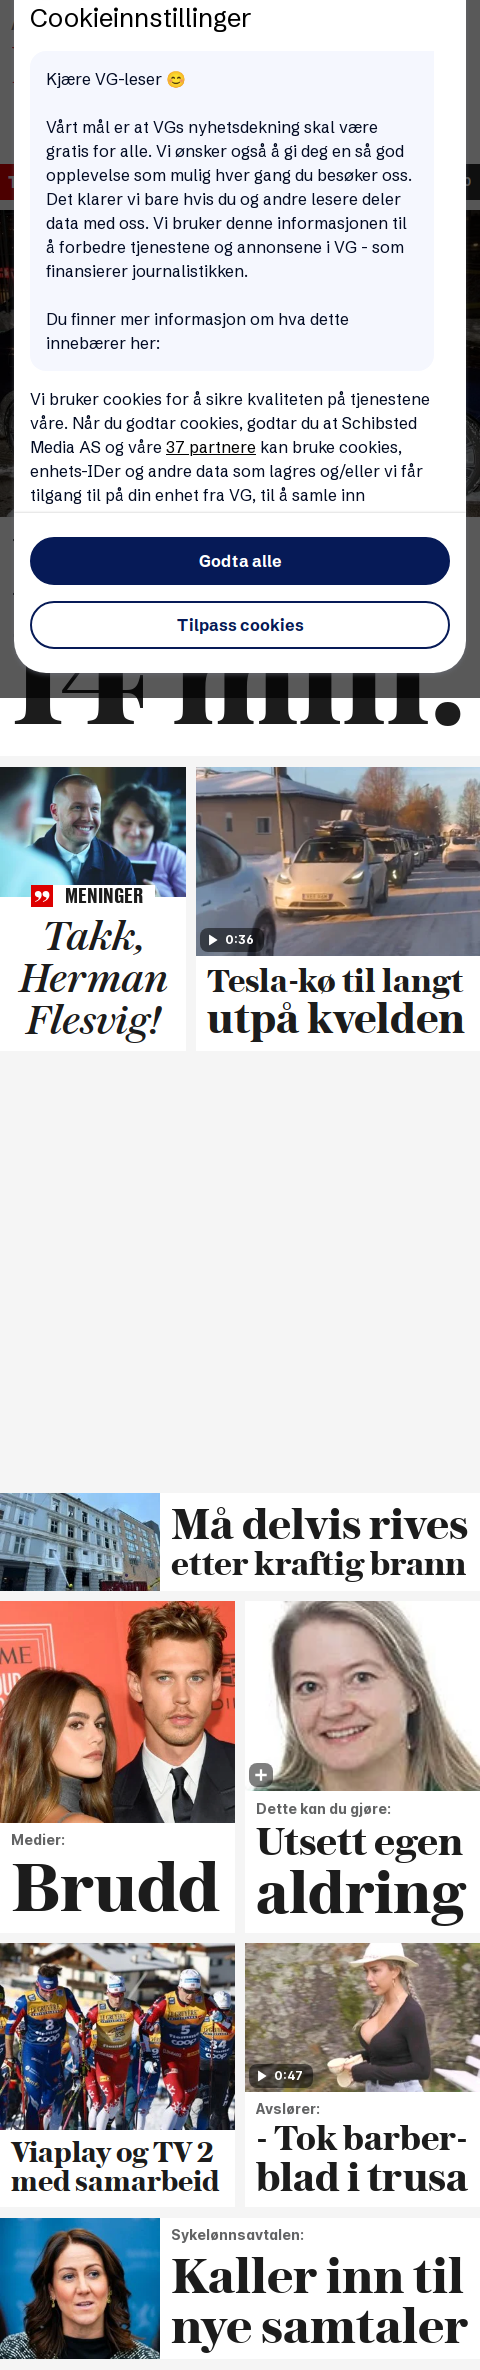 Cookieinnstillinger
Kjære VG-leser 😊
Vårt mål er at VGs nyhetsdekning skal være
gratis for alle. Vi ønsker også å gi deg en så god
opplevelse som mulig hver gang du besøker oss.
Det klarer vi bare hvis du og andre lesere deler
data med oss. Vi bruker denne informasjonen til
å forbedre tjenestene og annonsene i VG - som
finansierer journalistikken.
Du finner mer informasjon om hva dette
innebærer her:
Vi bruker cookies for å sikre kvaliteten på tjenestene
våre. Når du godtar cookies, godtar du at Schibsted
Media AS og våre 37 partnere kan bruke cookies,
enhets-IDer og andre data som lagres og/eller vi får
tilgang til på din enhet fra VG, til å samle inn
Godta alle
Tilpass cookies
14 mill.
MENINGER
Takk,
Herman
Flesvig!
0:36
Tesla-kø til langt
utpå kvelden
Må delvis rives
etter kraftig brann
Medier:
Brudd
Dette kan du gjøre:
Utsett egen
aldring
Viaplay og TV 2
med samarbeid
0:47
Avslører:
- Tok barber-
blad i trusa
Sykelønnsavtalen:
Kaller inn til
nye samtaler